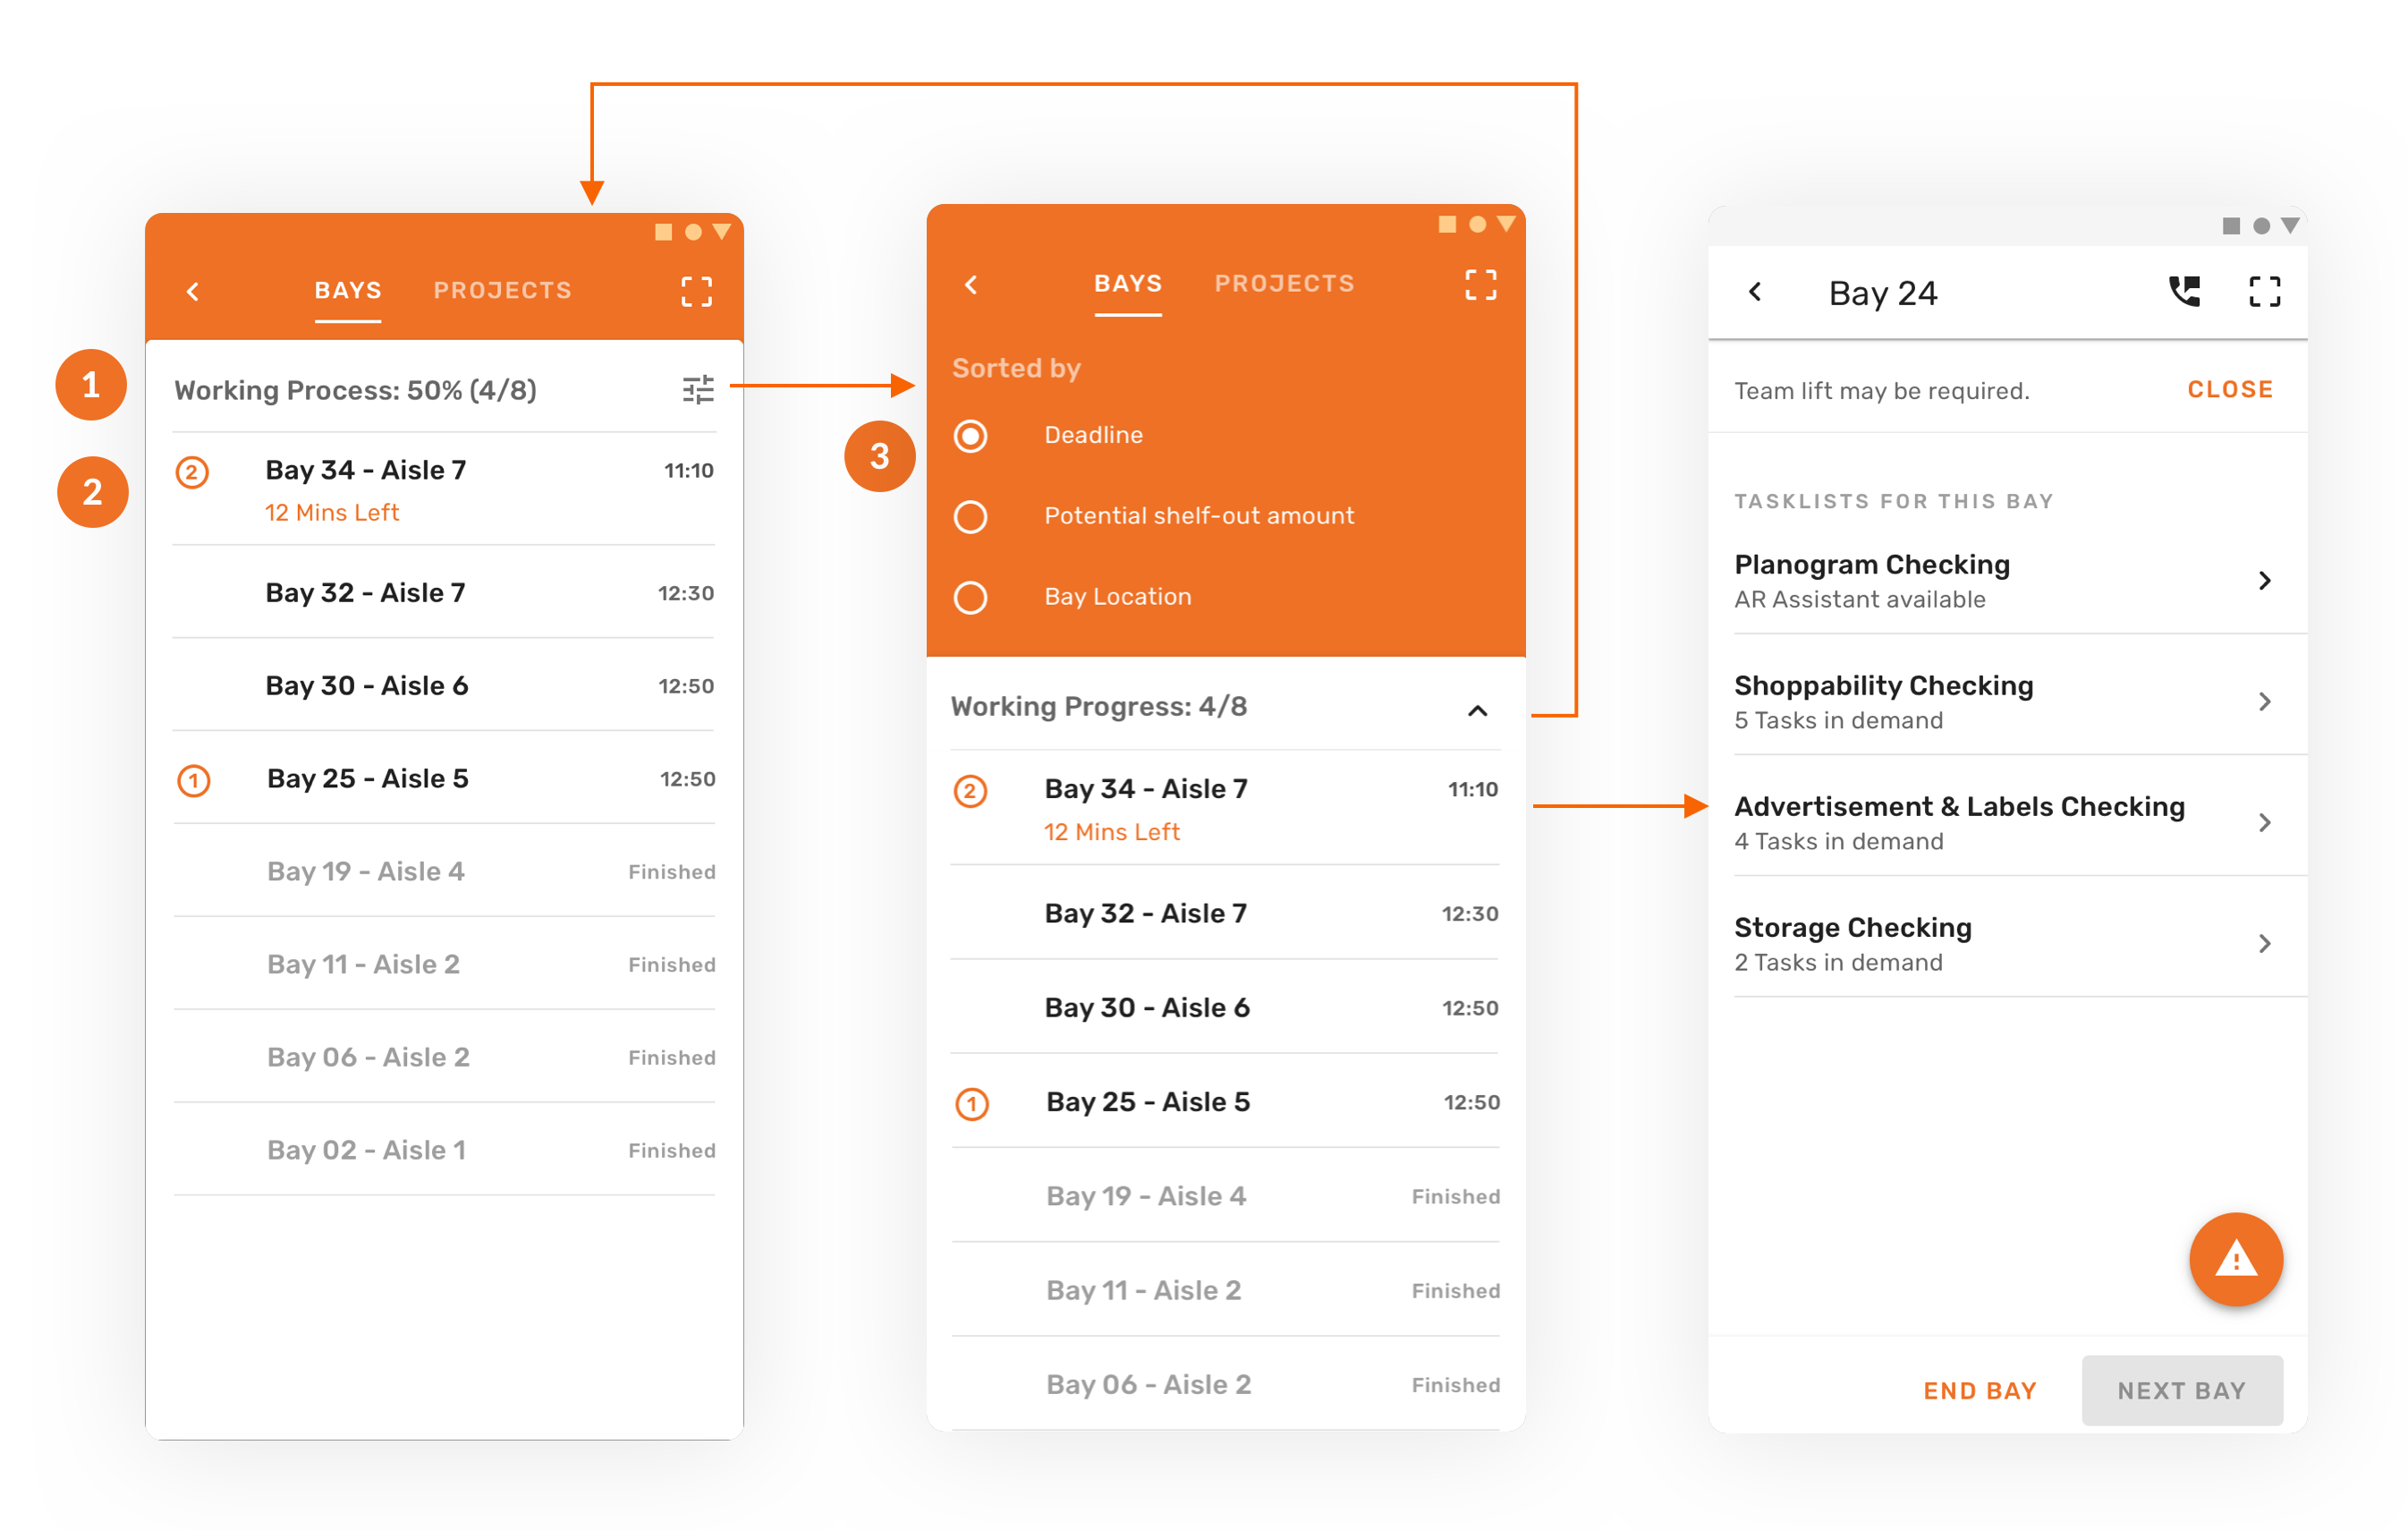 BAYS PROJECTS
1
Working Process: 50% (4/8)
2
2 Bay 34 - Aisle 7 11:10
12 Mins Left
Bay 32 - Aisle 7 12:30
Bay 30 - Aisle 6 12:50
1 Bay 25 - Aisle 5 12:50
Bay 19 - Aisle 4 Finished
Bay 11 - Aisle 2 Finished
Bay 06 - Aisle 2 Finished
Bay 02 - Aisle 1 Finished
BAYS PROJECTS
Sorted by
3
Deadline
Potential shelf-out amount
Bay Location
Working Progress: 4/8
2 Bay 34 - Aisle 7 11:10
12 Mins Left
Bay 32 - Aisle 7 12:30
Bay 30 - Aisle 6 12:50
1 Bay 25 - Aisle 5 12:50
Bay 19 - Aisle 4 Finished
Bay 11 - Aisle 2 Finished
Bay 06 - Aisle 2 Finished
Bay 24
Team lift may be required. CLOSE
TASKLISTS FOR THIS BAY
Planogram Checking
AR Assistant available
Shoppability Checking
5 Tasks in demand
Advertisement & Labels Checking
4 Tasks in demand
Storage Checking
2 Tasks in demand
END BAY NEXT BAY